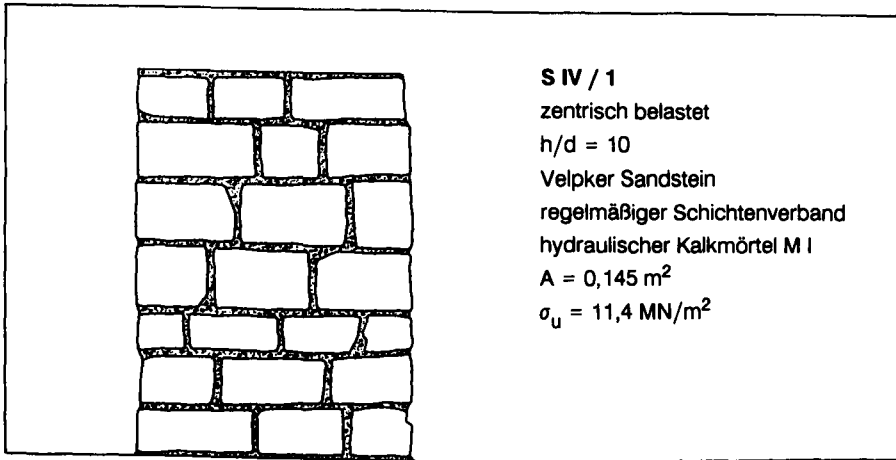 S IV / 1
zentrisch belastet
h/d = 10
Velpker Sandstein
regelmäßiger Schichtenverband
hydraulischer Kalkmörtel M I
A = 0,145 m²
σᵤ = 11,4 MN/m²